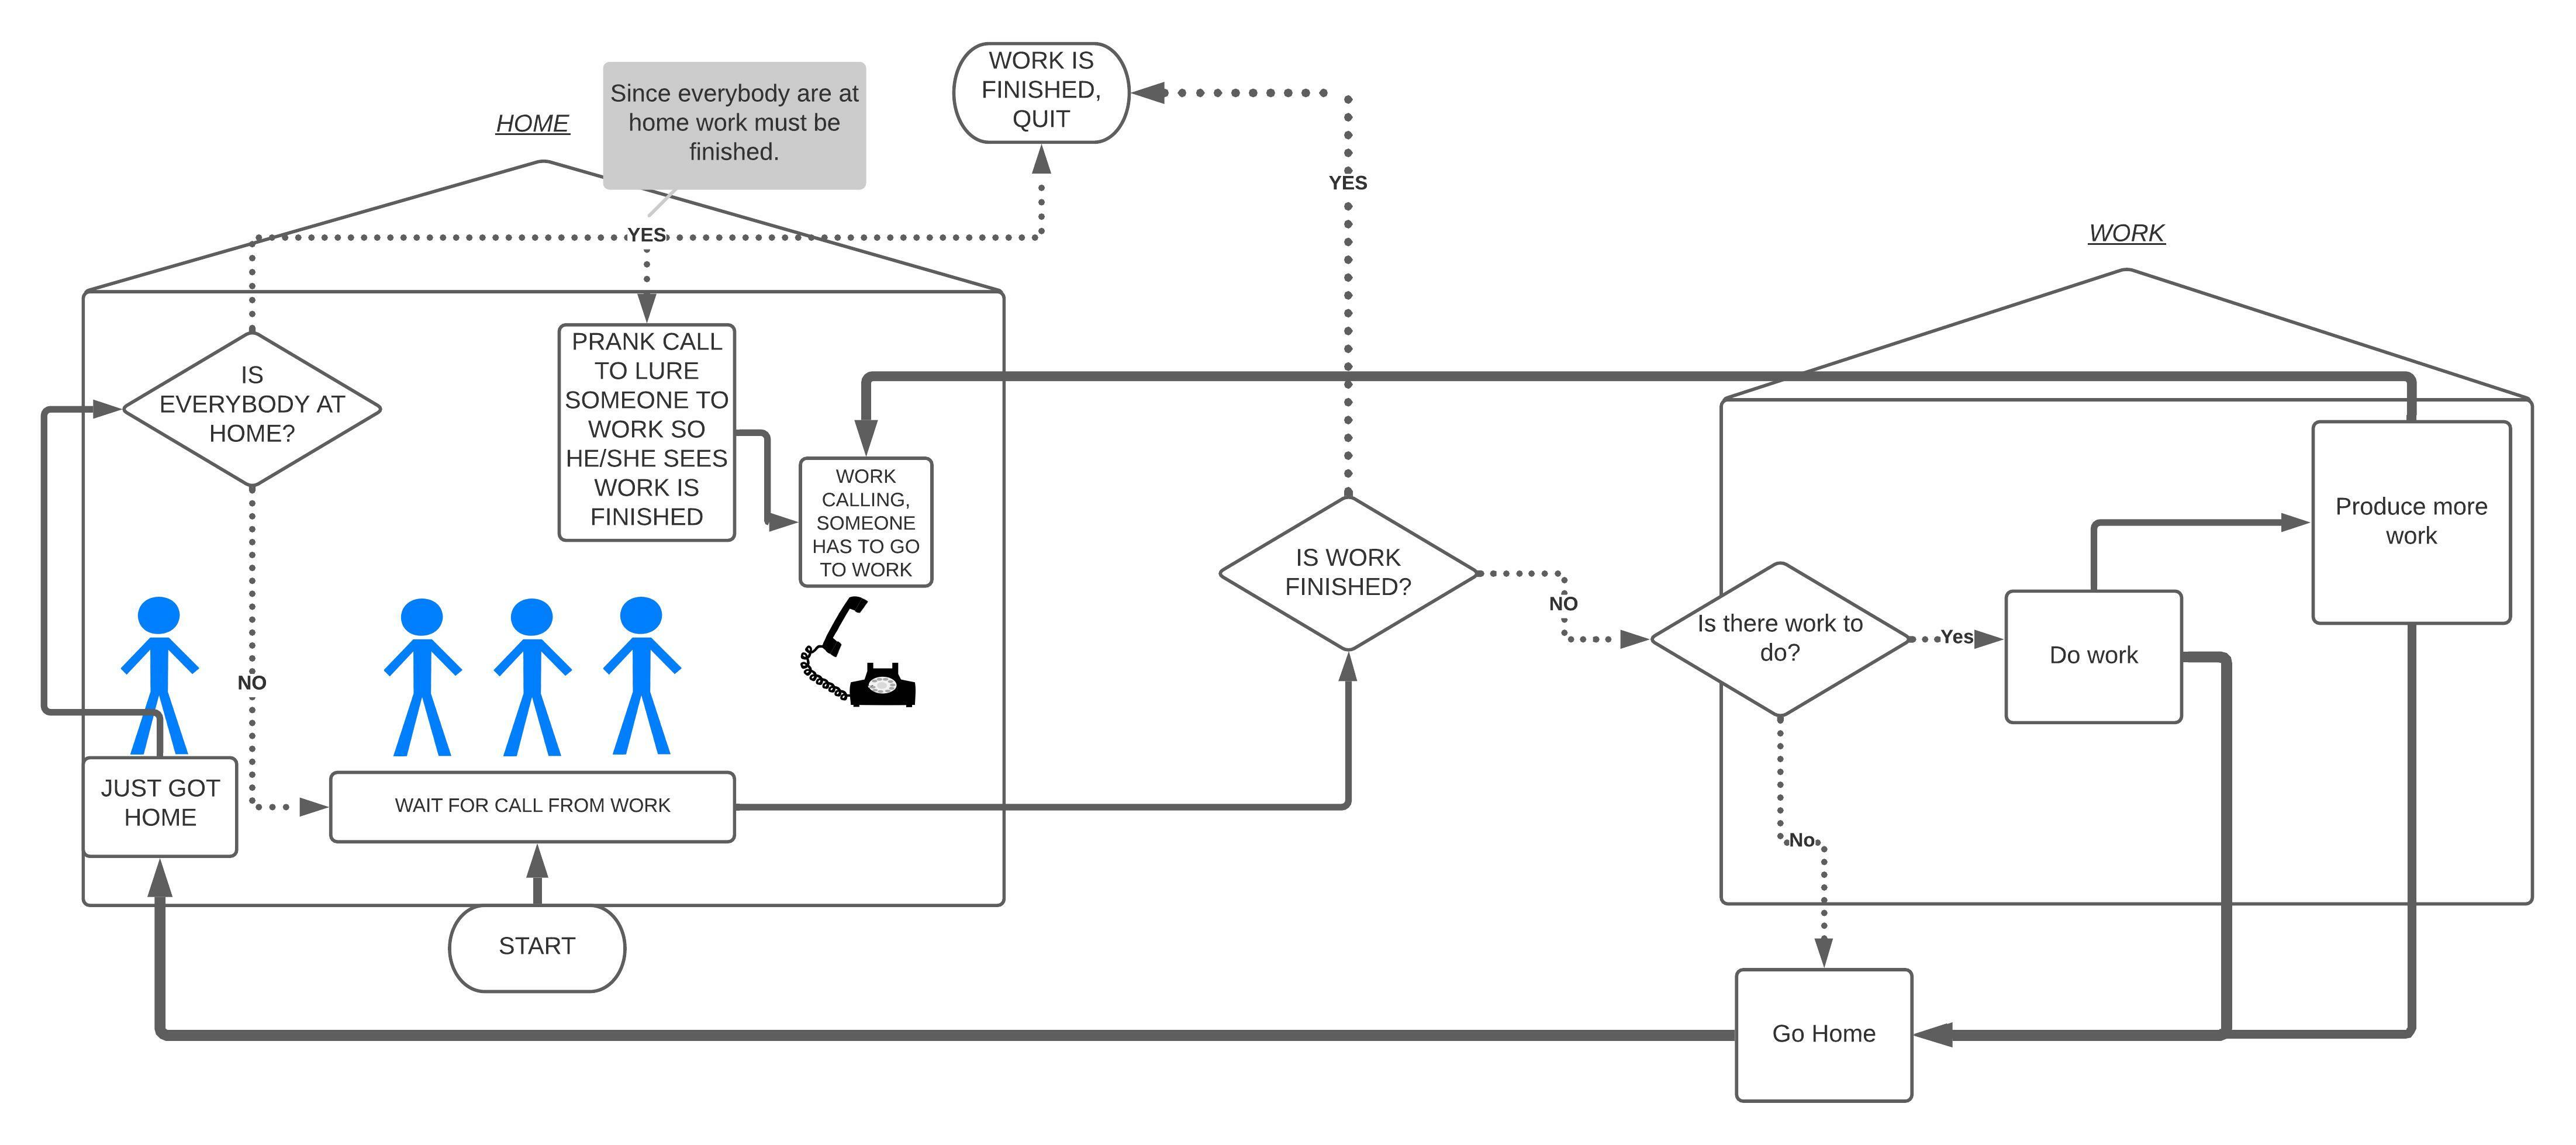 WORK IS
FINISHED,
QUIT
Since everybody are at
home work must be
finished.
HOME
YES
YES
WORK
IS
EVERYBODY AT
HOME?
PRANK CALL
TO LURE
SOMEONE TO
WORK SO
HE/SHE SEES
WORK IS
FINISHED
WORK
CALLING,
SOMEONE
HAS TO GO
TO WORK
IS WORK
FINISHED?
NO
Is there work to
do?
Yes
Do work
Produce more
work
NO
JUST GOT
HOME
WAIT FOR CALL FROM WORK
No
START
Go Home